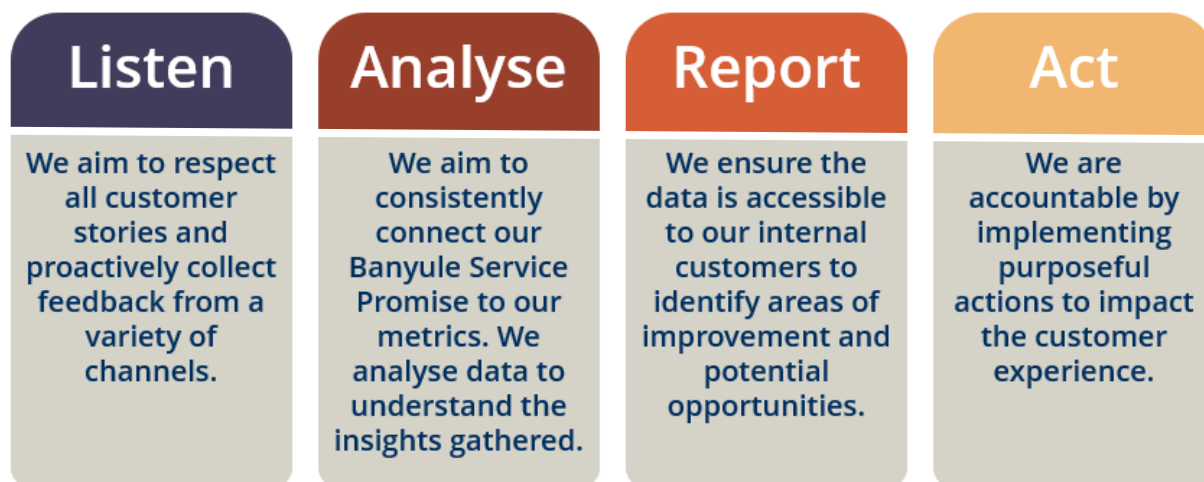 Listen
We aim to respect
all customer
stories and
proactively collect
feedback from a
variety of
channels.
Analyse
We aim to
consistently
connect our
Banyule Service
Promise to our
metrics. We
analyse data to
understand the
insights gathered.
Report
We ensure the
data is accessible
to our internal
customers to
identify areas of
improvement and
potential
opportunities.
Act
We are
accountable by
implementing
purposeful
actions to impact
the customer
experience.